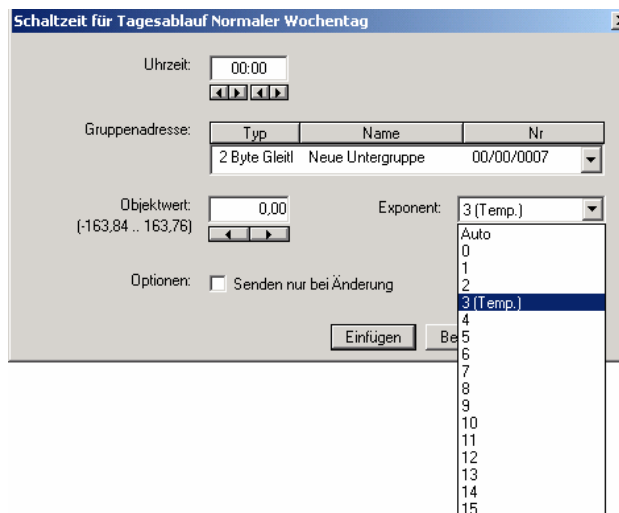 Schaltzeit für Tagesablauf Normaler Wochentag
Uhrzeit: 00:00
Gruppenadresse: Typ Name Nr
2 Byte Gleitl Neue Untergruppe 00/00/0007
Objektwert: 0,00 Exponent: 3 (Temp.)
(-163,84 .. 163,76)
Auto
0
1
2
Optionen: Senden nur bei Änderung
3 (Temp.)
4
Einfügen Be
5
6
7
8
9
10
11
12
13
14
15